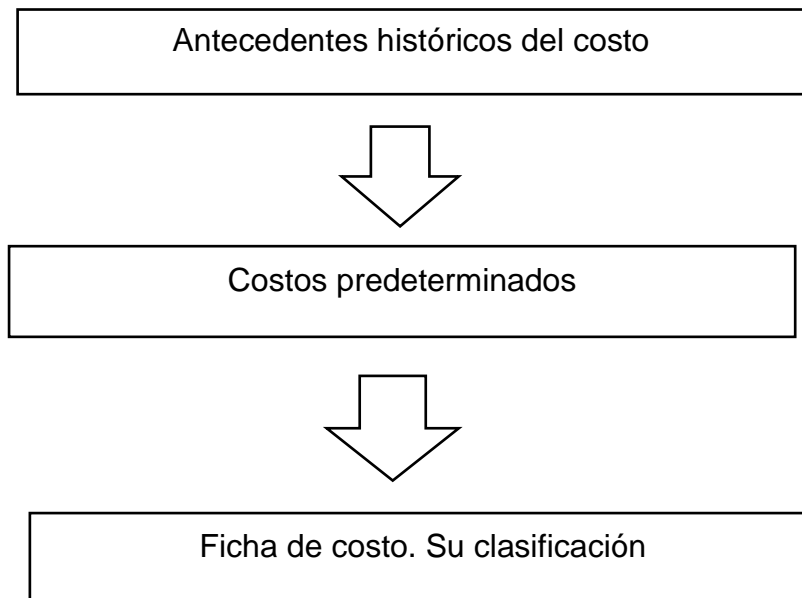 Antecedentes históricos del costo
Costos predeterminados
Ficha de costo. Su clasificación